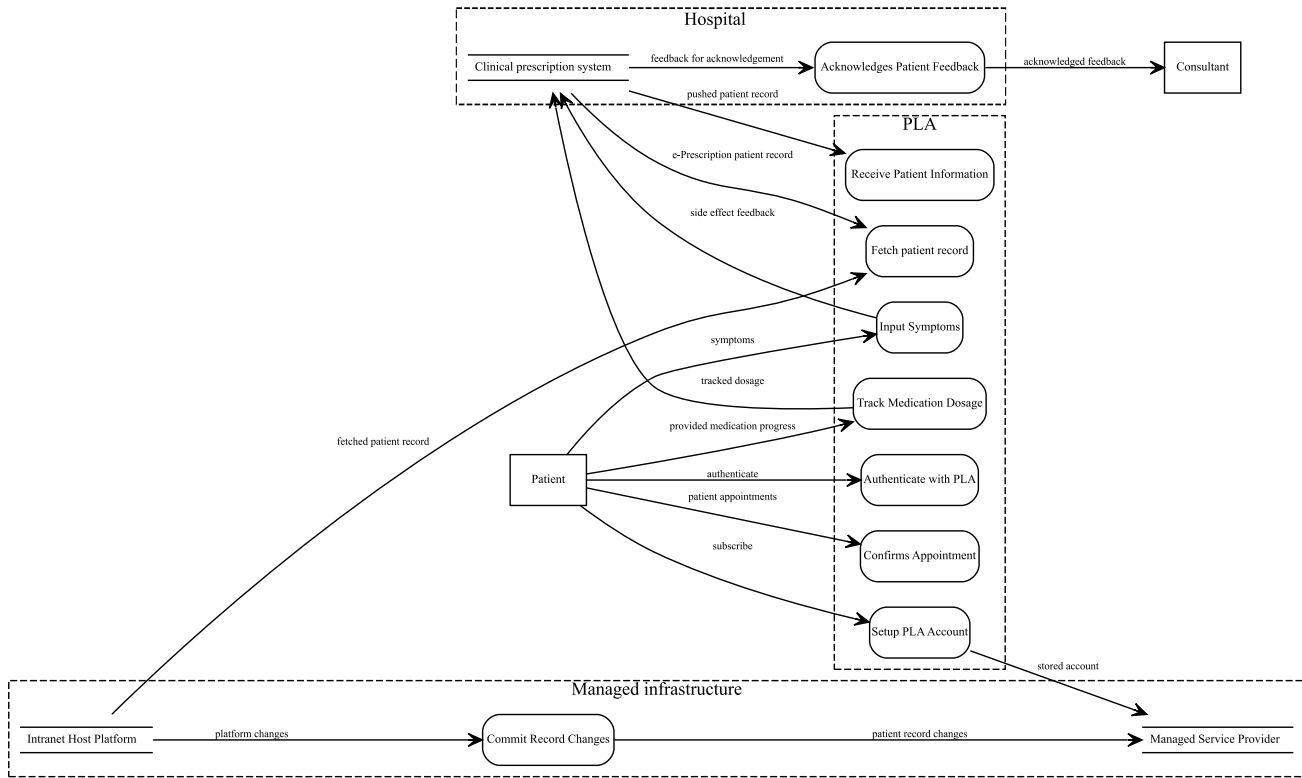 Hospital
Clinical prescription system
feedback for acknowledgement
Acknowledges Patient Feedback
acknowledged feedback
Consultant
pushed patient record
PLA
e-Prescription patient record
Receive Patient Information
side effect feedback
Fetch patient record
Input Symptoms
symptoms
tracked dosage
Track Medication Dosage
provided medication progress
fetched patient record
Patient
authenticate
Authenticate with PLA
patient appointments
subscribe
Confirms Appointment
Setup PLA Account
stored account
Managed infrastructure
Intranet Host Platform
platform changes
Commit Record Changes
patient record changes
Managed Service Provider